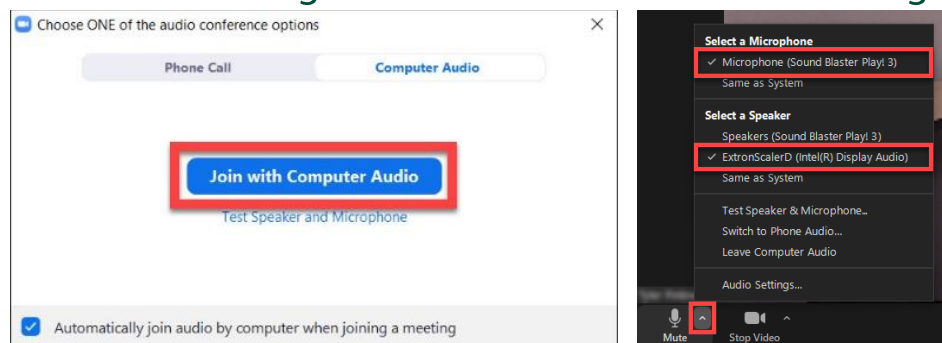 Choose ONE of the audio conference options
Phone Call
Computer Audio
Join with Computer Audio
Test Speaker and Microphone
Automatically join audio by computer when joining a meeting
Select a Microphone
Microphone (Sound Blaster Play! 3)
Same as System
Select a Speaker
Speakers (Sound Blaster Play! 3)
ExtronScalerD (Intel(R) Display Audio)
Same as System
Test Speaker & Microphone...
Switch to Phone Audio...
Leave Computer Audio
Audio Settings...
Mute
Stop Video